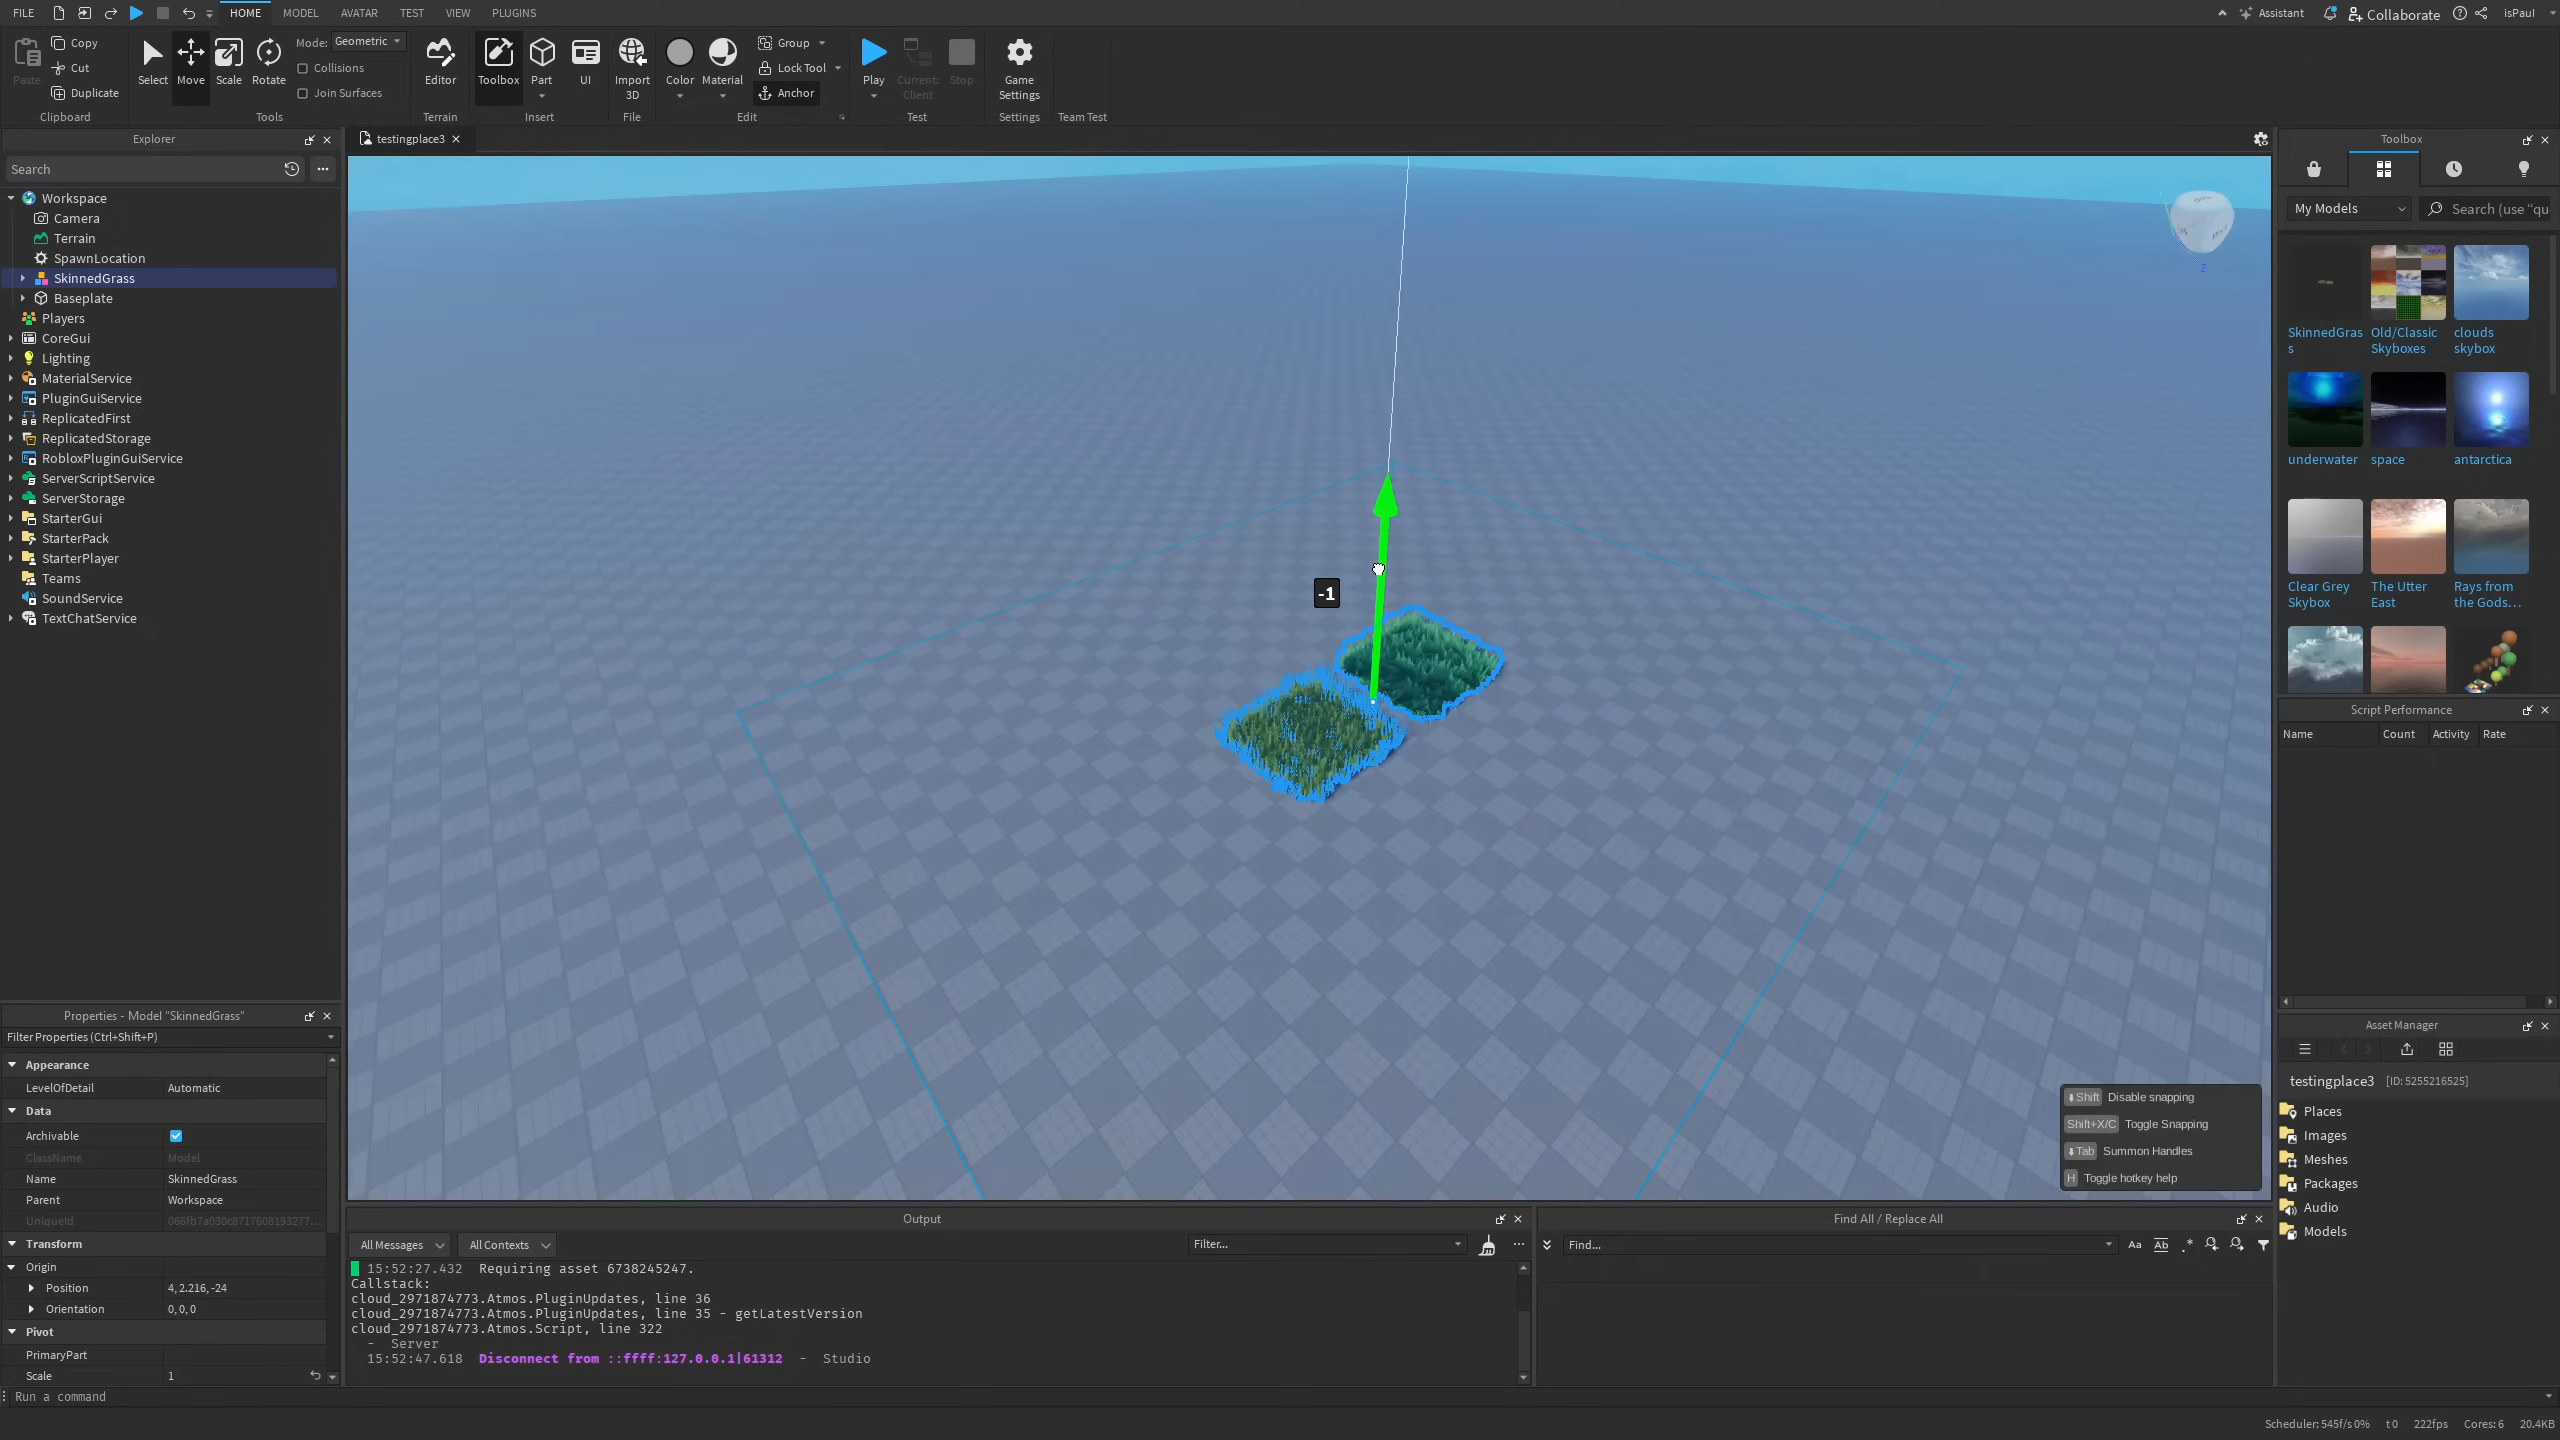 FILE
HOME
MODEL
AVATAR
TEST
VIEW
PLUGINS
Assistant
Collaborate
isPaul
Paste
Copy
Cut
Duplicate
Clipboard
Select
Move
Scale
Rotate
Mode: Geometric
Collisions
Join Surfaces
Tools
Editor
Terrain
Toolbox
Part
UI
Insert
Import
3D
File
Color
Material
Group
Lock Tool
Anchor
Edit
Play
Current:
Client
Stop
Test
Game
Settings
Settings
Team Test
Explorer
Search
Workspace
Camera
Terrain
SpawnLocation
SkinnedGrass
Baseplate
Players
CoreGui
Lighting
MaterialService
PluginGuiService
ReplicatedFirst
ReplicatedStorage
RobloxPluginGuiService
ServerScriptService
ServerStorage
StarterGui
StarterPack
StarterPlayer
Teams
SoundService
TextChatService
Properties - Model "SkinnedGrass"
Filter Properties (Ctrl+Shift+P)
Appearance
LevelOfDetail Automatic
Data
Archivable
ClassName Model
Name SkinnedGrass
Parent Workspace
UniqueId 066fb7a030c8717608193277...
Transform
Origin
Position 4, 2.216, -24
Orientation 0, 0, 0
Pivot
PrimaryPart
Scale 1
testingplace3
-1
Z
Shift Disable snapping
Shift+X/C Toggle Snapping
Tab Summon Handles
H Toggle hotkey help
Output
All Messages
All Contexts
Filter...
15:52:27.432 Requiring asset 6738245247.
Callstack:
cloud_2971874773.Atmos.PluginUpdates, line 36
cloud_2971874773.Atmos.PluginUpdates, line 35 - getLatestVersion
cloud_2971874773.Atmos.Script, line 322
- Server
15:52:47.618 Disconnect from ::ffff:127.0.0.1|61312 - Studio
Find All / Replace All
Find...
Aa
Ab
.*
Toolbox
My Models
Search (use "qu
SkinnedGras
s
Old/Classic
Skyboxes
clouds
skybox
underwater
space
antarctica
Clear Grey
Skybox
The Utter
East
Rays from
the Gods...
Script Performance
Name Count Activity Rate
Asset Manager
testingplace3 [ID: 5255216525]
Places
Images
Meshes
Packages
Audio
Models
Run a command
Scheduler: 545f/s 0% t 0 222fps Cores: 6 20.4KB